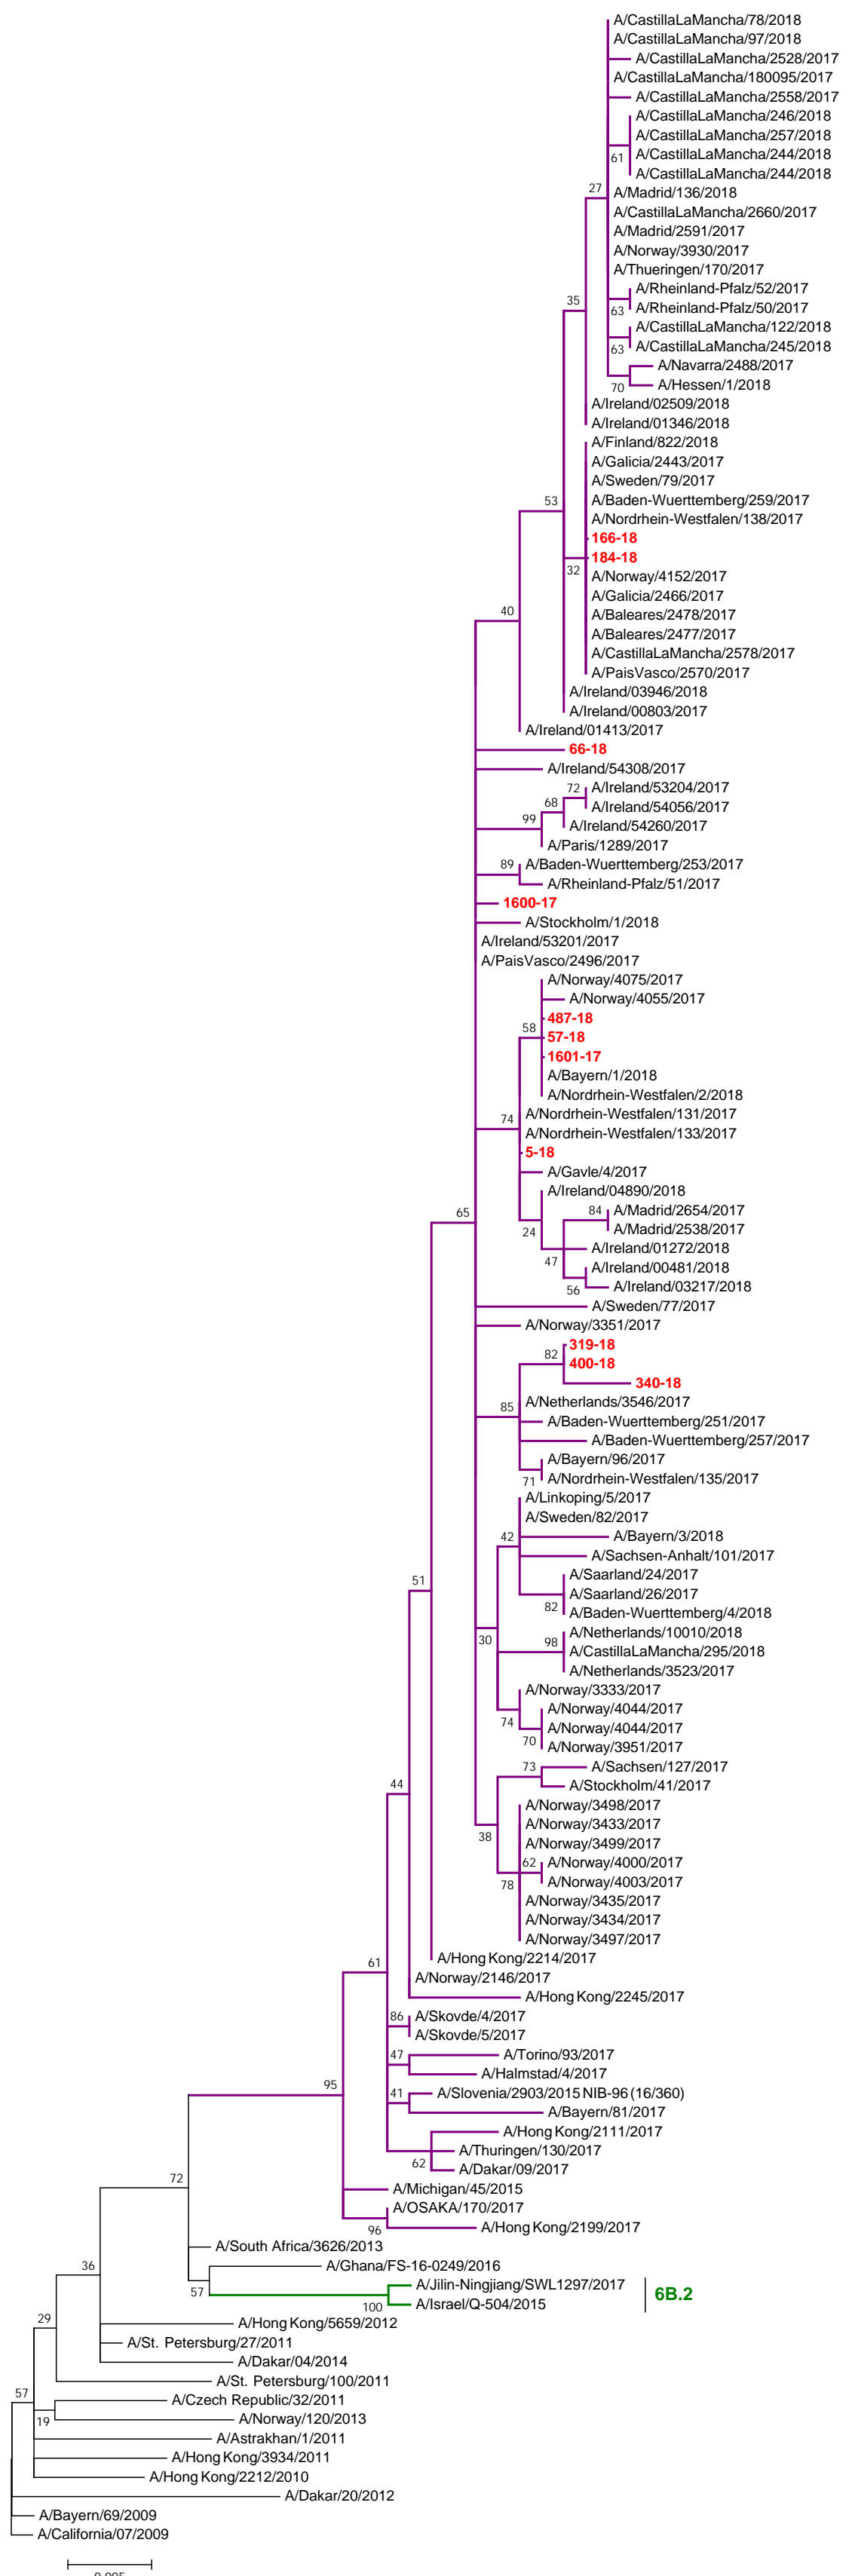 A/CastillaLaMancha/78/2018
A/CastillaLaMancha/97/2018
A/CastillaLaMancha/2528/2017
A/CastillaLaMancha/180095/2017
A/CastillaLaMancha/2558/2017
A/CastillaLaMancha/246/2018
A/CastillaLaMancha/257/2018
A/CastillaLaMancha/244/2018
61
A/CastillaLaMancha/244/2018
27
A/Madrid/136/2018
A/CastillaLaMancha/2660/2017
A/Madrid/2591/2017
A/Norway/3930/2017
A/Thueringen/170/2017
A/Rheinland-Pfalz/52/2017
35
63
A/Rheinland-Pfalz/50/2017
A/CastillaLaMancha/122/2018
63
A/CastillaLaMancha/245/2018
A/Navarra/2488/2017
70
A/Hessen/1/2018
A/Ireland/02509/2018
A/Ireland/01346/2018
A/Finland/822/2018
A/Galicia/2443/2017
A/Sweden/79/2017
53
A/Baden-Wuerttemberg/259/2017
A/Nordrhein-Westfalen/138/2017
166-18
184-18
32
A/Norway/4152/2017
A/Galicia/2466/2017
40
A/Baleares/2478/2017
A/Baleares/2477/2017
A/CastillaLaMancha/2578/2017
A/PaisVasco/2570/2017
A/Ireland/03946/2018
A/Ireland/00803/2017
A/Ireland/01413/2017
66-18
A/Ireland/54308/2017
72
A/Ireland/53204/2017
68
A/Ireland/54056/2017
99
A/Ireland/54260/2017
A/Paris/1289/2017
89
A/Baden-Wuerttemberg/253/2017
A/Rheinland-Pfalz/51/2017
1600-17
A/Stockholm/1/2018
A/Ireland/53201/2017
A/PaisVasco/2496/2017
A/Norway/4075/2017
A/Norway/4055/2017
487-18
58
57-18
1601-17
A/Bayern/1/2018
A/Nordrhein-Westfalen/2/2018
74
A/Nordrhein-Westfalen/131/2017
A/Nordrhein-Westfalen/133/2017
5-18
A/Gavle/4/2017
A/Ireland/04890/2018
65
84
A/Madrid/2654/2017
24
A/Madrid/2538/2017
A/Ireland/01272/2018
47
A/Ireland/00481/2018
56
A/Ireland/03217/2018
A/Sweden/77/2017
A/Norway/3351/2017
319-18
82
400-18
340-18
85
A/Netherlands/3546/2017
A/Baden-Wuerttemberg/251/2017
A/Baden-Wuerttemberg/257/2017
A/Bayern/96/2017
71
A/Nordrhein-Westfalen/135/2017
A/Linkoping/5/2017
A/Sweden/82/2017
42
A/Bayern/3/2018
A/Sachsen-Anhalt/101/2017
51
A/Saarland/24/2017
A/Saarland/26/2017
82
A/Baden-Wuerttemberg/4/2018
A/Netherlands/10010/2018
30
98
A/CastillaLaMancha/295/2018
A/Netherlands/3523/2017
A/Norway/3333/2017
A/Norway/4044/2017
74
A/Norway/4044/2017
70
A/Norway/3951/2017
73
A/Sachsen/127/2017
44
A/Stockholm/41/2017
A/Norway/3498/2017
A/Norway/3433/2017
38
A/Norway/3499/2017
62
A/Norway/4000/2017
78
A/Norway/4003/2017
A/Norway/3435/2017
A/Norway/3434/2017
A/Norway/3497/2017
61
A/Hong Kong/2214/2017
A/Norway/2146/2017
A/Hong Kong/2245/2017
86
A/Skovde/4/2017
A/Skovde/5/2017
47
A/Torino/93/2017
A/Halmstad/4/2017
95
41
A/Slovenia/2903/2015 NIB-96 (16/360)
A/Bayern/81/2017
A/Hong Kong/2111/2017
A/Thuringen/130/2017
62
A/Dakar/09/2017
72
A/Michigan/45/2015
A/OSAKA/170/2017
96
A/Hong Kong/2199/2017
A/South Africa/3626/2013
36
A/Ghana/FS-16-0249/2016
57
A/Jilin-Ningjiang/SWL1297/2017
6B.2
100
A/Israel/Q-504/2015
29
A/Hong Kong/5659/2012
A/St. Petersburg/27/2011
A/Dakar/04/2014
A/St. Petersburg/100/2011
57
A/Czech Republic/32/2011
19
A/Norway/120/2013
A/Astrakhan/1/2011
A/Hong Kong/3934/2011
A/Hong Kong/2212/2010
A/Dakar/20/2012
A/Bayern/69/2009
A/California/07/2009